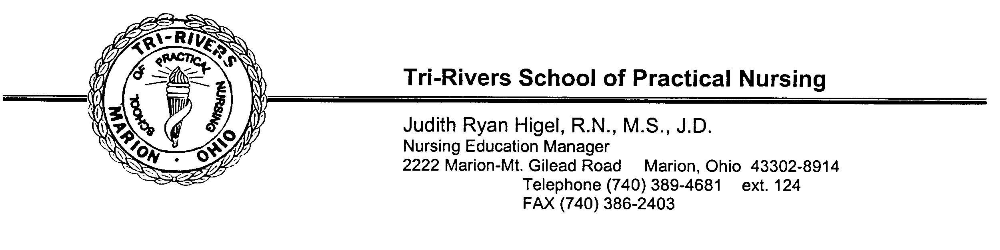 TRI-RIVERS
SCHOOL OF PRACTICAL NURSING
MARION • OHIO
Tri-Rivers School of Practical Nursing
Judith Ryan Higel, R.N., M.S., J.D.
Nursing Education Manager
2222 Marion-Mt. Gilead Road Marion, Ohio 43302-8914
Telephone (740) 389-4681 ext. 124
FAX (740) 386-2403